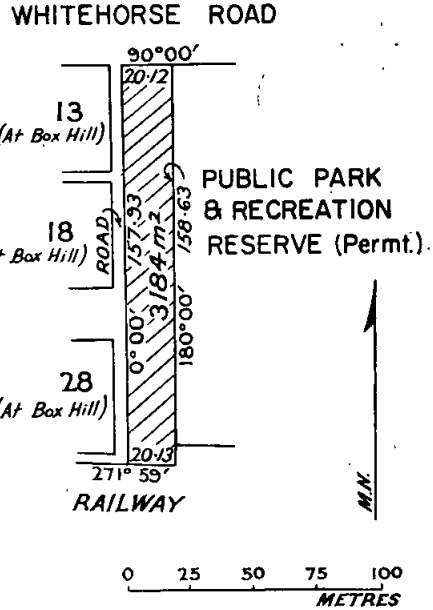 WHITEHORSE ROAD
90°00′
20·12
13
(At Box Hill)
PUBLIC PARK
& RECREATION
RESERVE (Permt.)
ROAD
157·93
3184 m²
158·63
18
t Box Hill)
0°00′
180°00′
28
(At Box Hill)
20·13
271° 59′
RAILWAY
M.N.
0 25 50 75 100
METRES